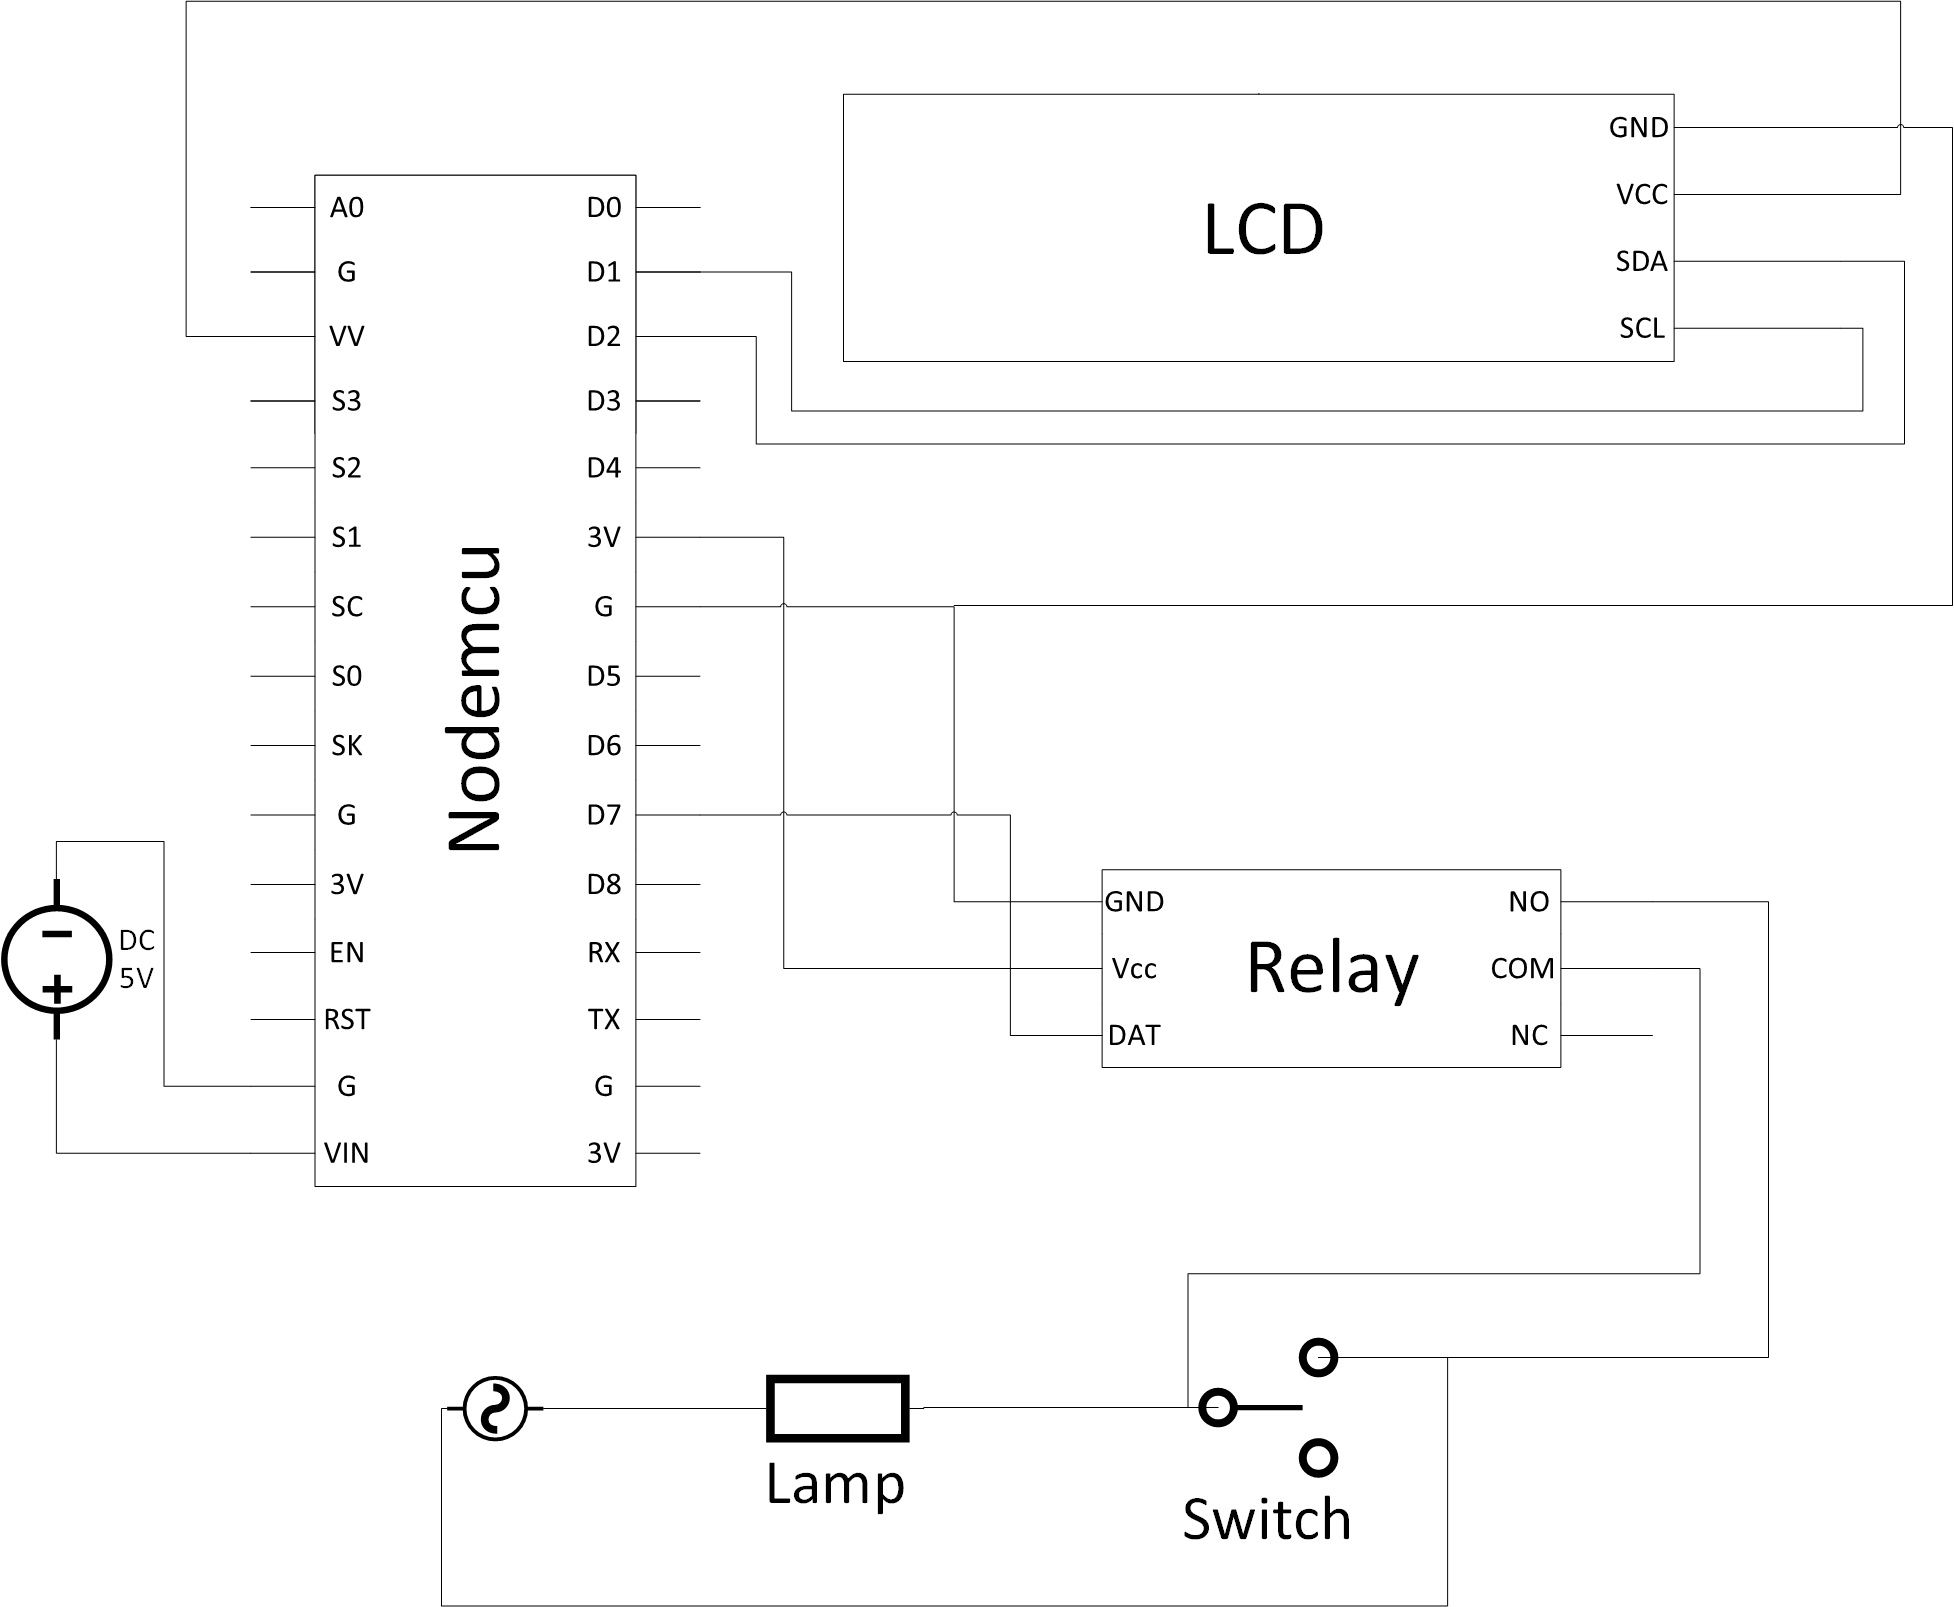 LCD
GND
VCC
SDA
SCL
Nodemcu
A0
G
VV
S3
S2
S1
SC
S0
SK
G
3V
EN
RST
G
VIN
D0
D1
D2
D3
D4
3V
G
D5
D6
D7
D8
RX
TX
G
3V
DC
5V
Relay
GND
Vcc
DAT
NO
COM
NC
Lamp
Switch